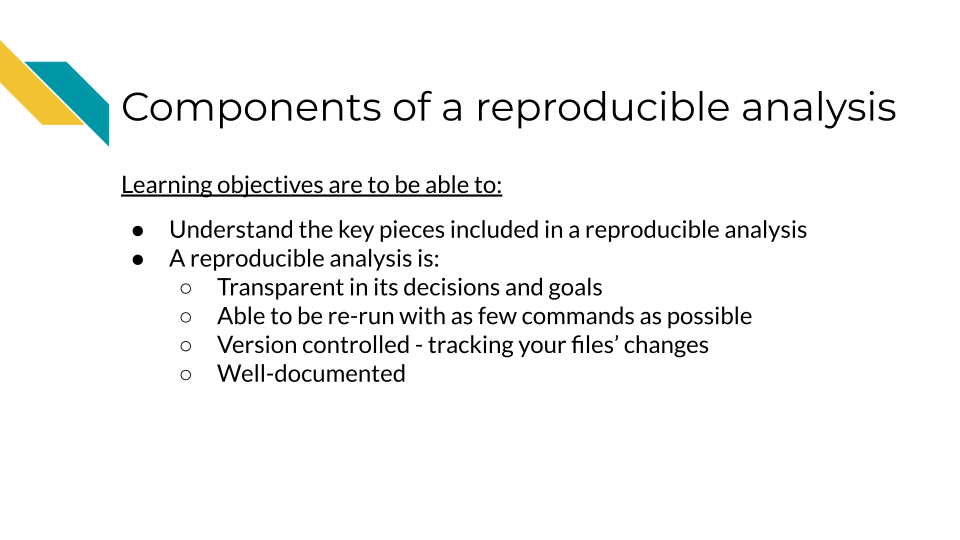 Components of a reproducible analysis
Learning objectives are to be able to:
● Understand the key pieces included in a reproducible analysis
● A reproducible analysis is:
○ Transparent in its decisions and goals
○ Able to be re-run with as few commands as possible
○ Version controlled - tracking your files’ changes
○ Well-documented